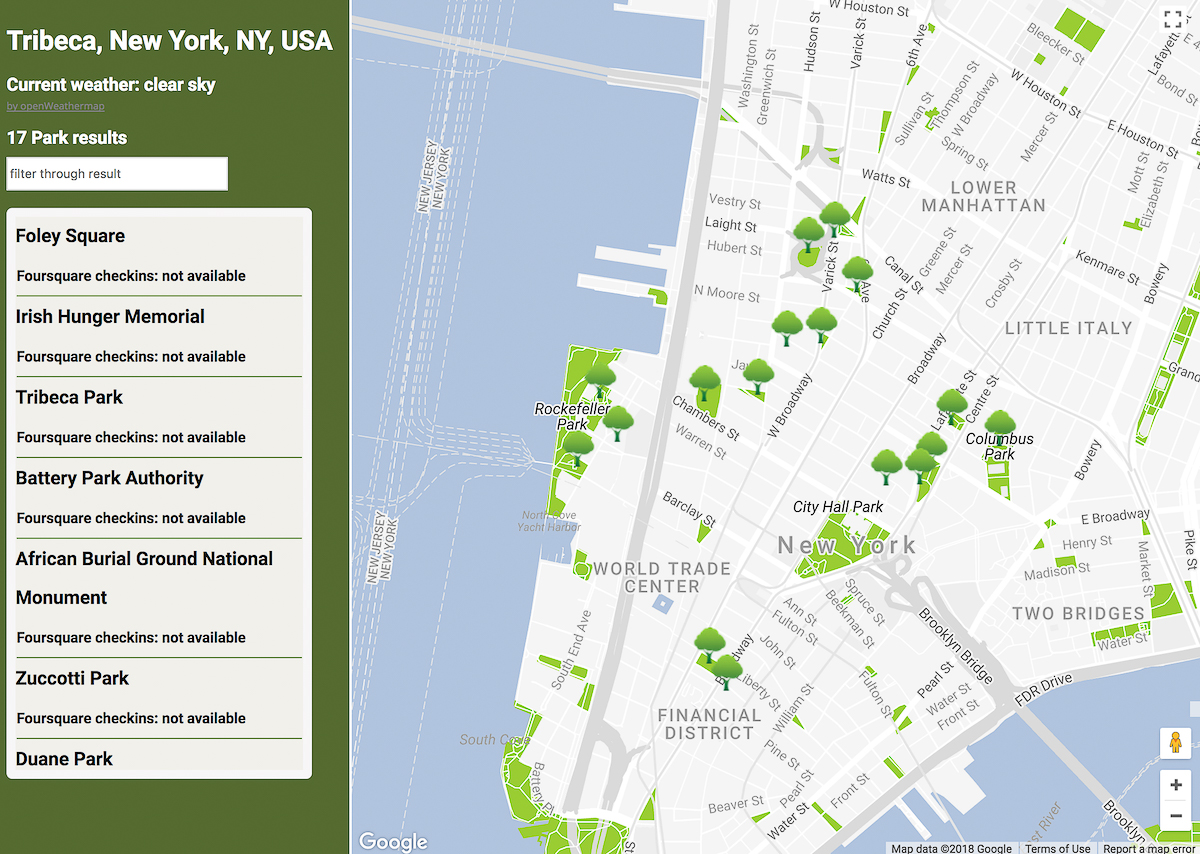 Tribeca, New York, NY, USA
Current weather: clear sky
by openWeathermap
17 Park results
filter through result
Foley Square
Foursquare checkins: not available
Irish Hunger Memorial
Foursquare checkins: not available
Tribeca Park
Foursquare checkins: not available
Battery Park Authority
Foursquare checkins: not available
African Burial Ground National
Monument
Foursquare checkins: not available
Zuccotti Park
Foursquare checkins: not available
Duane Park
W Houston St
Hudson St
Varick St
6th Ave
Bleecker St
Lafayette
Washington St
Greenwich St
Thompson St
W Broadway
W Houston St
Bond St
Sullivan St
Mercer St
E Houston St
Spring St
Mott St
Elizabeth St
NEW JERSEY
NEW YORK
Watts St
LOWER
MANHATTAN
Vestry St
Laight St
Hubert St
Varick St
Ave
Canal St
Greene St
Mercer St
Crosby St
Kenmare St
Bowery
N Moore St
Church St
LITTLE ITALY
Broadway
Grand
W Broadway
Centre St
Rockefeller
Park
Chambers St
Warren St
Columbus
Park
Bowery
Barclay St
City Hall Park
E Broadway
North Cove
Yacht Harbor
New York
Henry St
Pike St
NEW JERSEY
NEW YORK
WORLD TRADE
CENTER
Madison St
Market St
Spruce St
Beekman St
Ann St
Fulton St
TWO BRIDGES
Water St
South End Ave
John St
Brooklyn Bridge
Liberty St
William St
Fulton St
Pearl St
Water St
Front St
FDR Drive
FINANCIAL
DISTRICT
South Cove
Pine St
Pearl St
Front St
Battery Pl
Beaver St
Water St
Brooklyn
Google
Map data ©2018 Google
Terms of Use
Report a map error